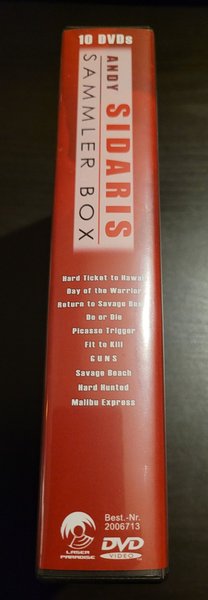 10 DVDs
ANDY SIDARIS
SAMMLER BOX
Hard Ticket to Hawaii
Day of the Warrior
Return to Savage Beach
Do or Die
Picasso Trigger
Fit to Kill
GUNS
Savage Beach
Hard Hunted
Malibu Express
Best.-Nr.
2006713
LASER
PARADISE
DVD
VIDEO